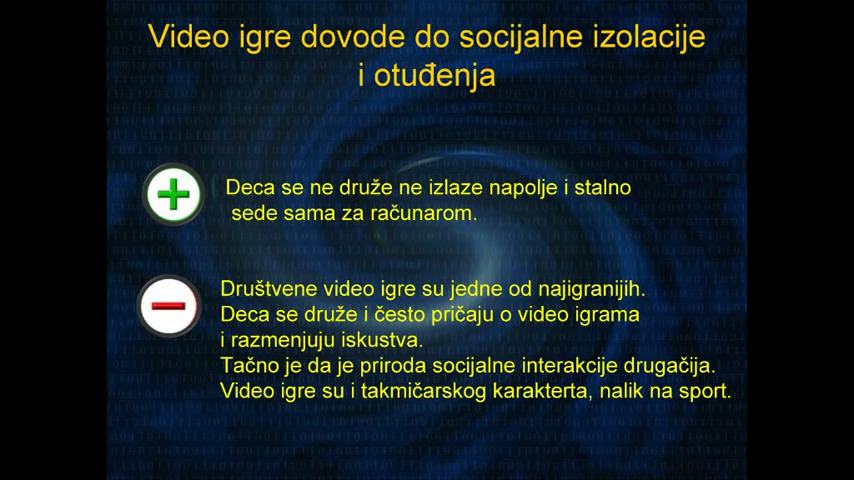 Video igre dovode do socijalne izolacije
i otuđenja
Deca se ne druže ne izlaze napolje i stalno
sede sama za računarom.
Društvene video igre su jedne od najigranijih.
Deca se druže i često pričaju o video igrama
i razmenjuju iskustva.
Tačno je da je priroda socijalne interakcije drugačija.
Video igre su i takmičarskog karakterta, nalik na sport.